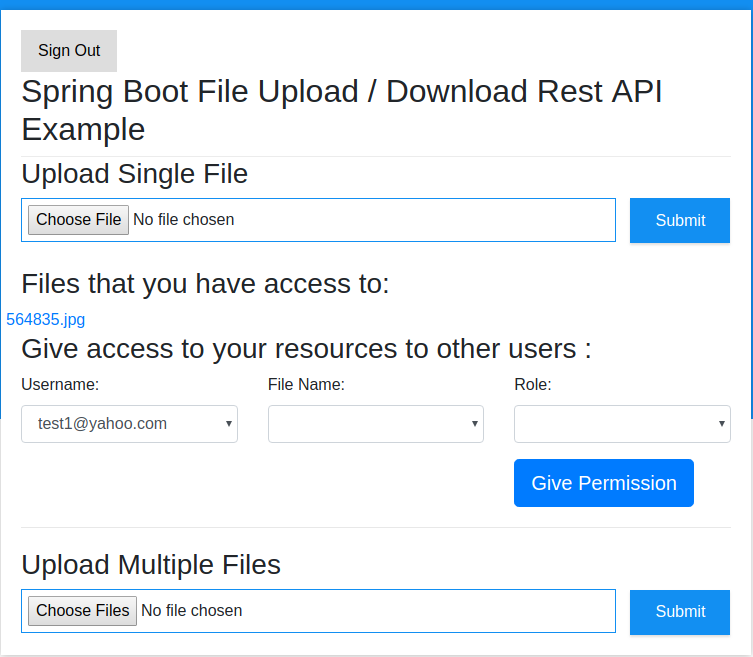 Sign Out
Spring Boot File Upload / Download Rest API
Example
Upload Single File
Choose File No file chosen Submit
Files that you have access to:
564835.jpg
Give access to your resources to other users :
Username: File Name: Role:
test1@yahoo.com
Give Permission
Upload Multiple Files
Choose Files No file chosen Submit